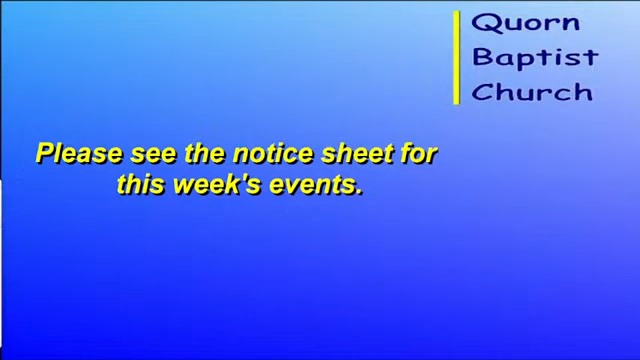 Quorn
Baptist
Church
Please see the notice sheet for
this week's events.